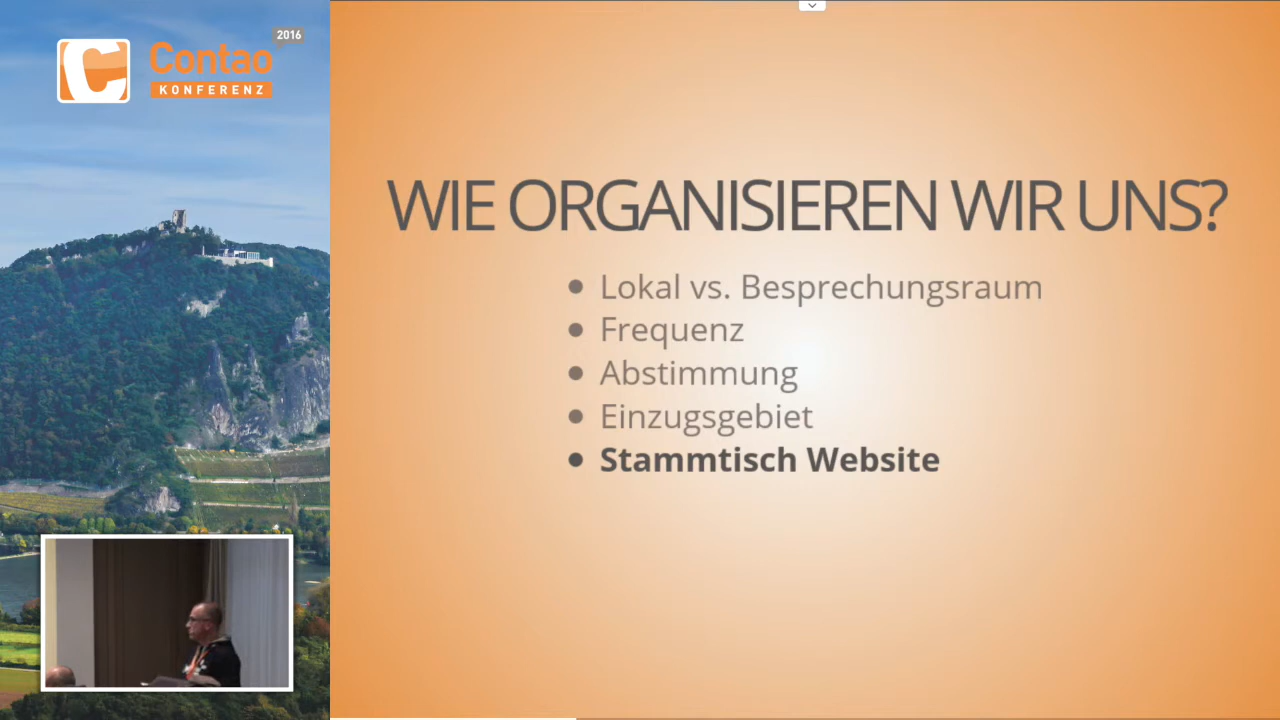 2016
Contao
KONFERENZ
WIE ORGANISIEREN WIR UNS?
Lokal vs. Besprechungsraum
Frequenz
Abstimmung
Einzugsgebiet
Stammtisch Website